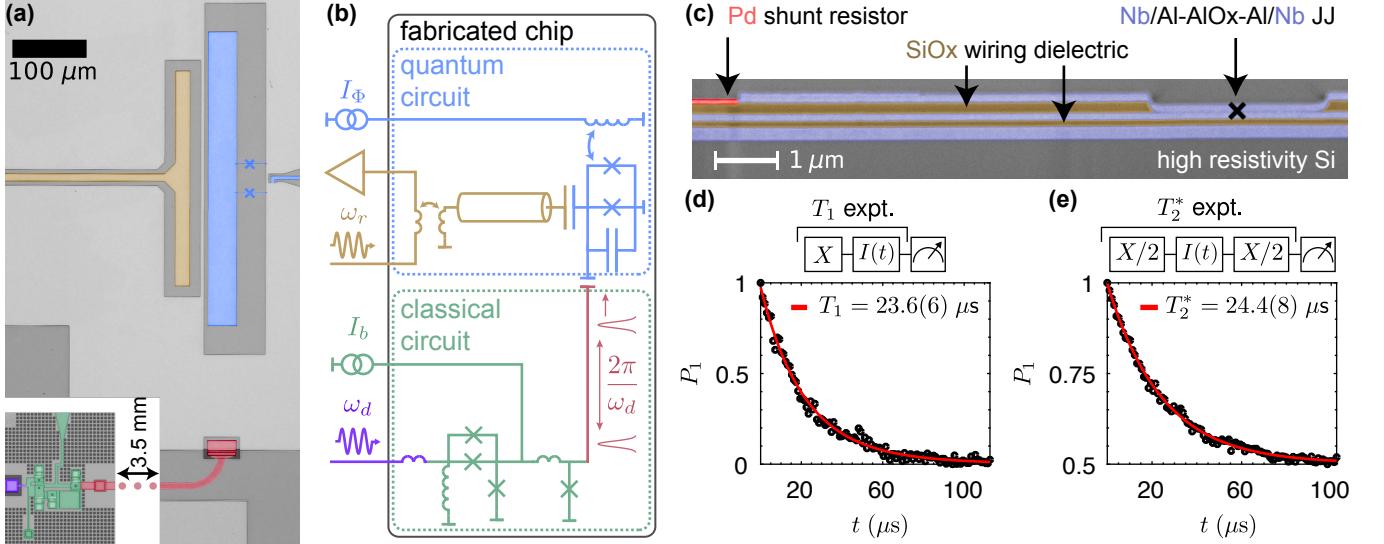 (a)
100 μm
3.5 mm
(b)
fabricated chip
quantum
circuit
I_Φ
ω_r
classical
circuit
I_b
ω_d
2π
ω_d
(c)
Pd shunt resistor
Nb/Al-AlOx-Al/Nb JJ
SiOx wiring dielectric
1 μm
high resistivity Si
(d)
T_1 expt.
X I(t)
T_1 = 23.6(6) μs
P_1
1
0.5
0
20 60 100
t (μs)
(e)
T_2^* expt.
X/2 I(t) X/2
T_2^* = 24.4(8) μs
P_1
1
0.75
0.5
20 60 100
t (μs)